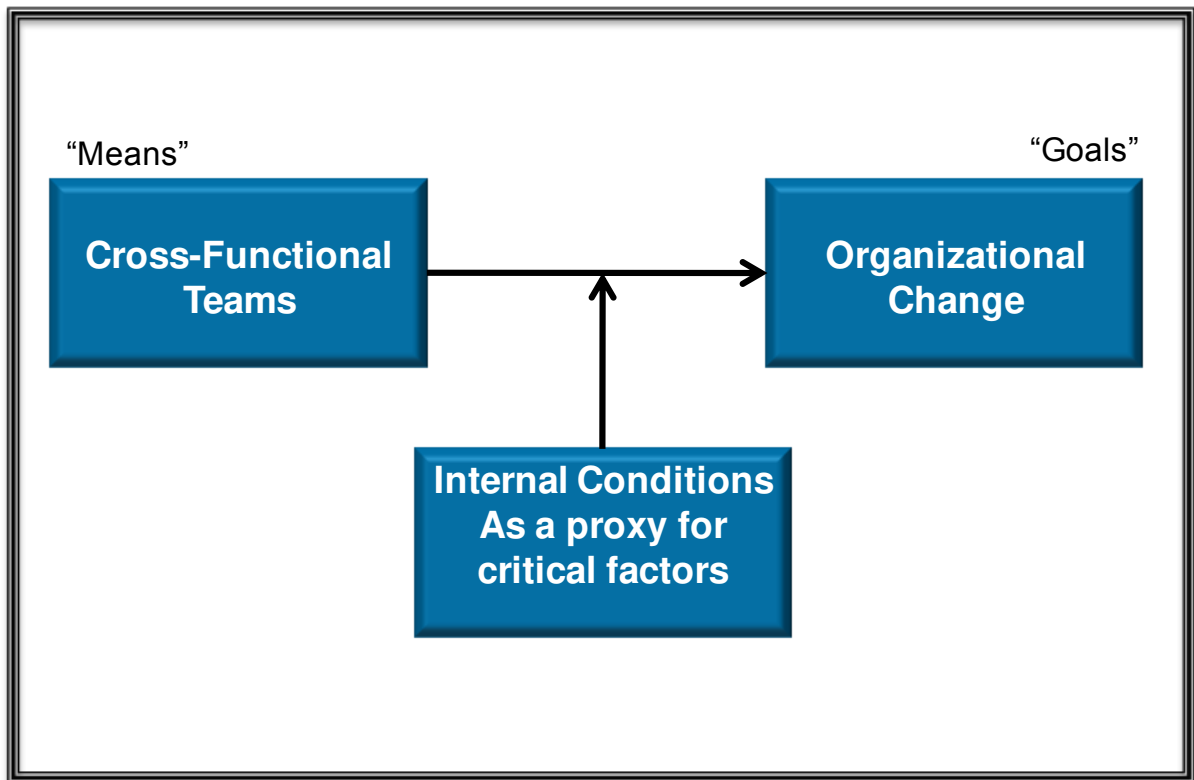 “Means”
“Goals”
Cross-Functional
Teams
Organizational
Change
Internal Conditions
As a proxy for
critical factors